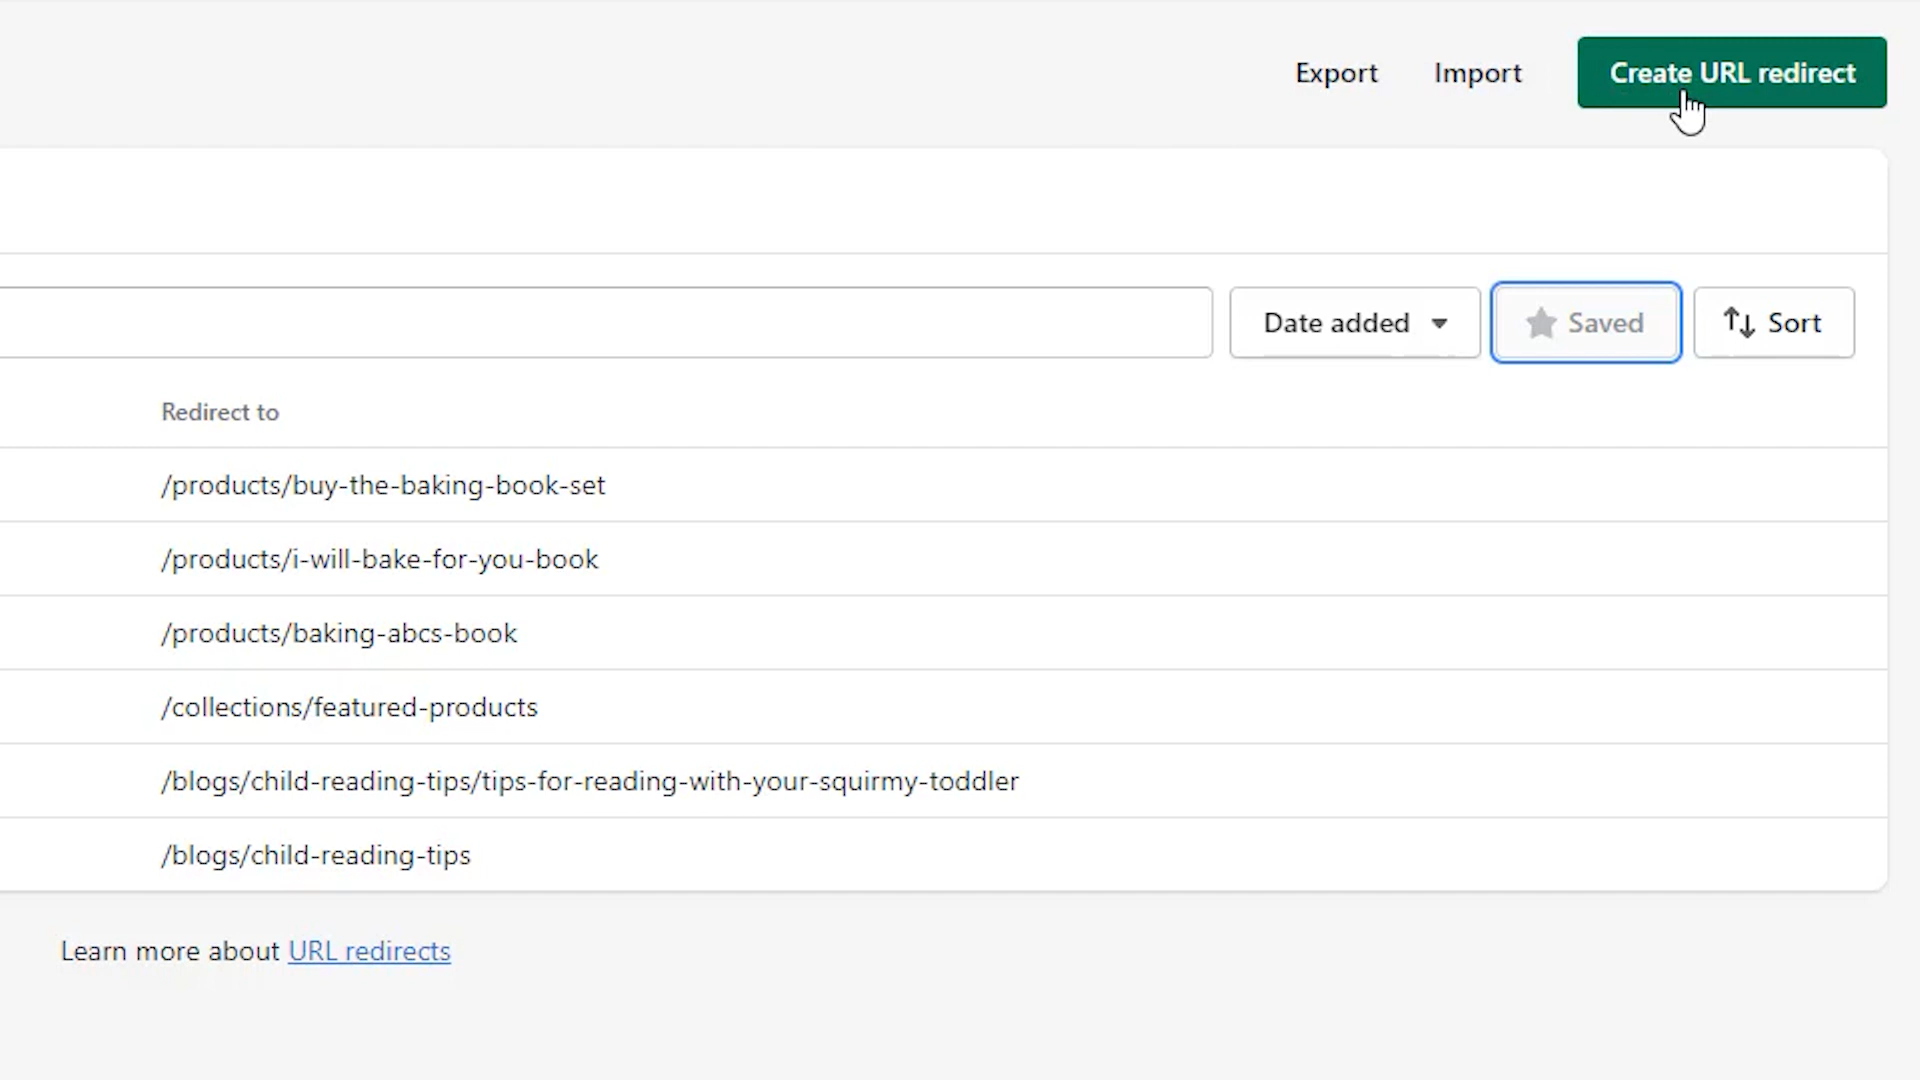 Export Import Create URL redirect
Date added Saved Sort
Redirect to
/products/buy-the-baking-book-set
/products/i-will-bake-for-you-book
/products/baking-abcs-book
/collections/featured-products
/blogs/child-reading-tips/tips-for-reading-with-your-squirmy-toddler
/blogs/child-reading-tips
Learn more about URL redirects